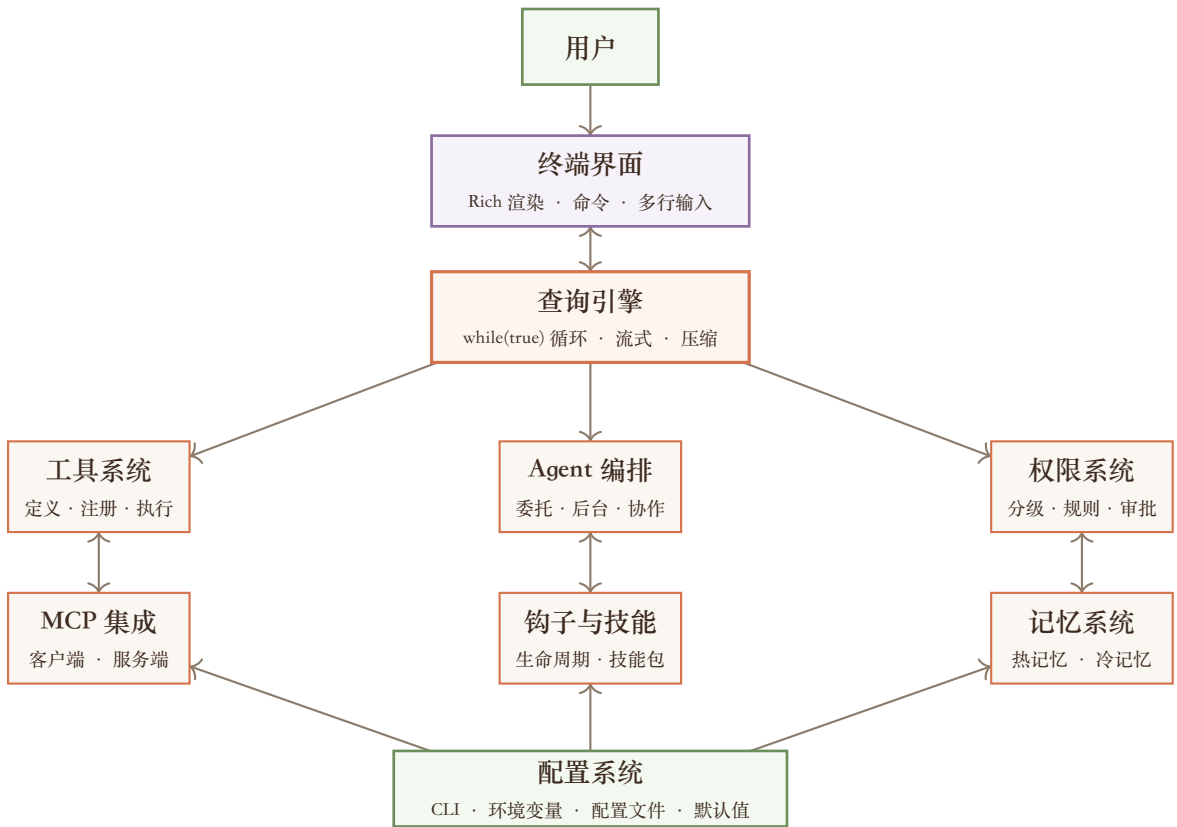 用户
终端界面
Rich 渲染 · 命令 · 多行输入
查询引擎
while(true) 循环 · 流式 · 压缩
工具系统
定义 · 注册 · 执行
Agent 编排
委托 · 后台 · 协作
权限系统
分级 · 规则 · 审批
MCP 集成
客户端 · 服务端
钩子与技能
生命周期 · 技能包
记忆系统
热记忆 · 冷记忆
配置系统
CLI · 环境变量 · 配置文件 · 默认值